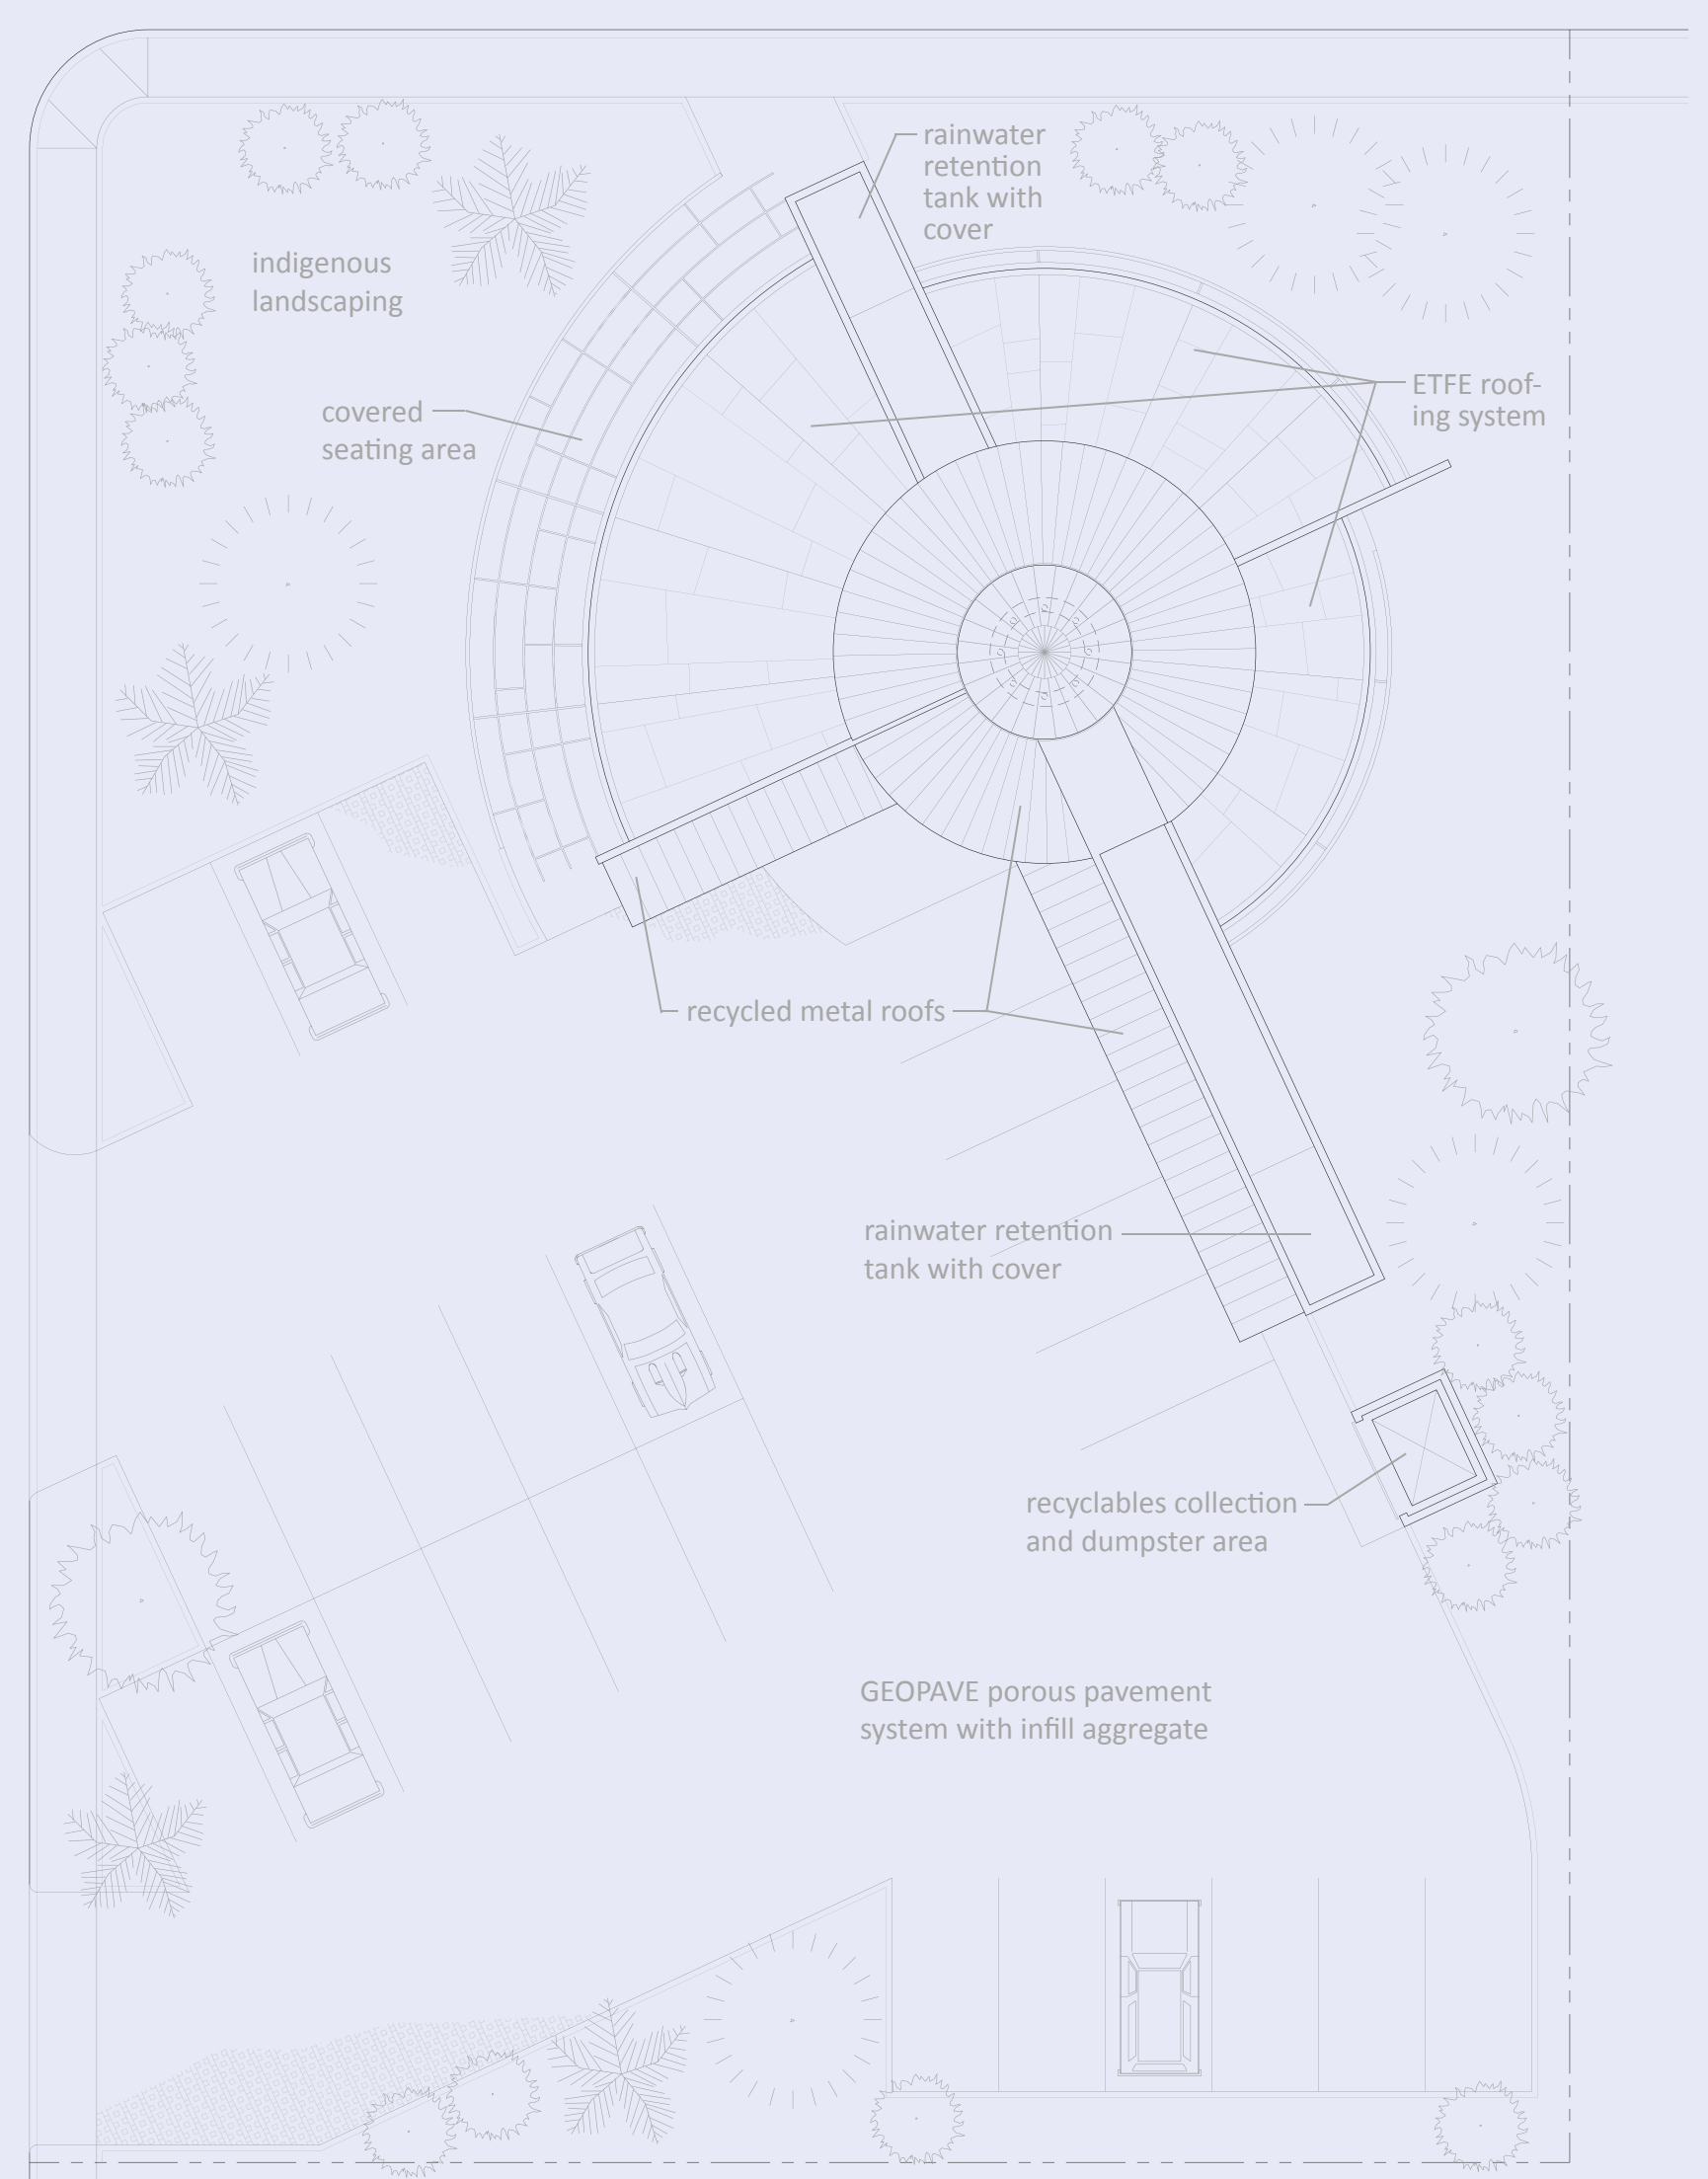 rainwater
retention
tank with
cover
indigenous
landscaping
ETFE roof-
ing system
covered
seating area
recycled metal roofs
rainwater retention
tank with cover
recyclables collection
and dumpster area
GEOPAVE porous pavement
system with infill aggregate